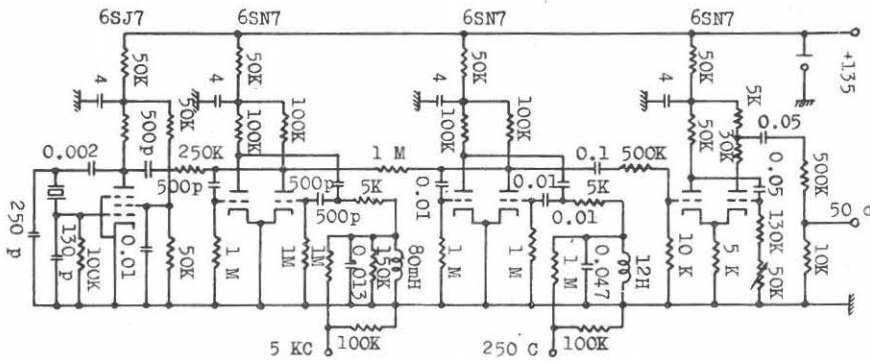 6SJ7 6SN7 6SN7 6SN7
+135
50K 50K 50K 50K
4 4 4 4
50K 100K 100K 100K 100K 50K 5K 30K 0.05
500p 0.002 250K 500p 500p 500p 5K
1 M 0.01 0.01 0.01 5K
0.1 500K 0.05 500K
250 p 130 p 100K 0.01 50K
1 M 1M 1M 0.013 150K 80mH
1 M 1 M 1 M 0.047 12H
10 K 5 K 130K 50K 10K
50 c
5 KC 100K 250 C 100K